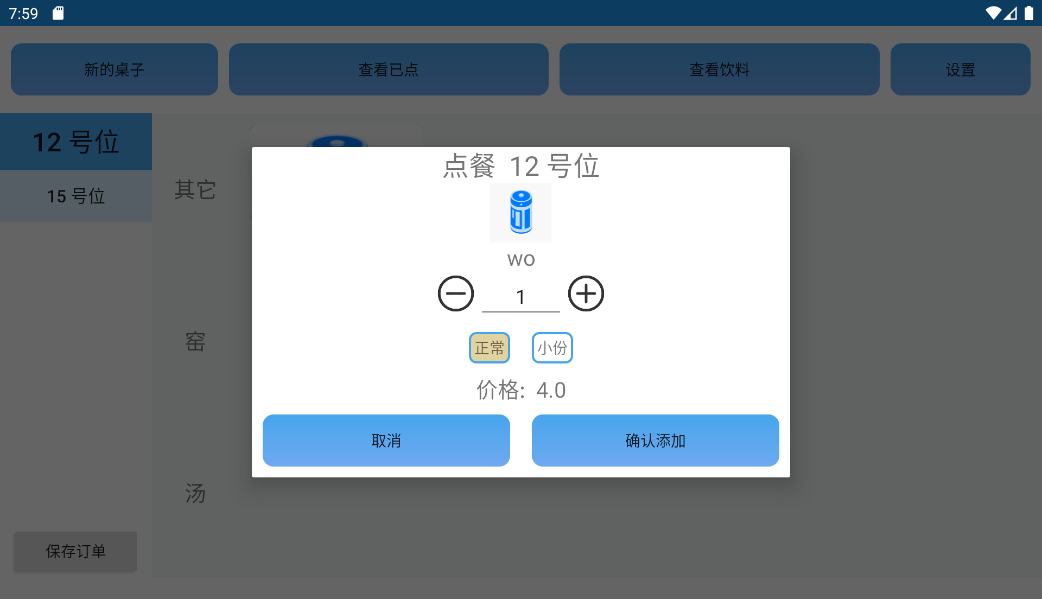 7:59
新的桌子
查看已点
查看饮料
设置
12 号位
15 号位
其它
窑
汤
保存订单
点餐 12 号位
wo
1
正常
小份
价格: 4.0
取消
确认添加